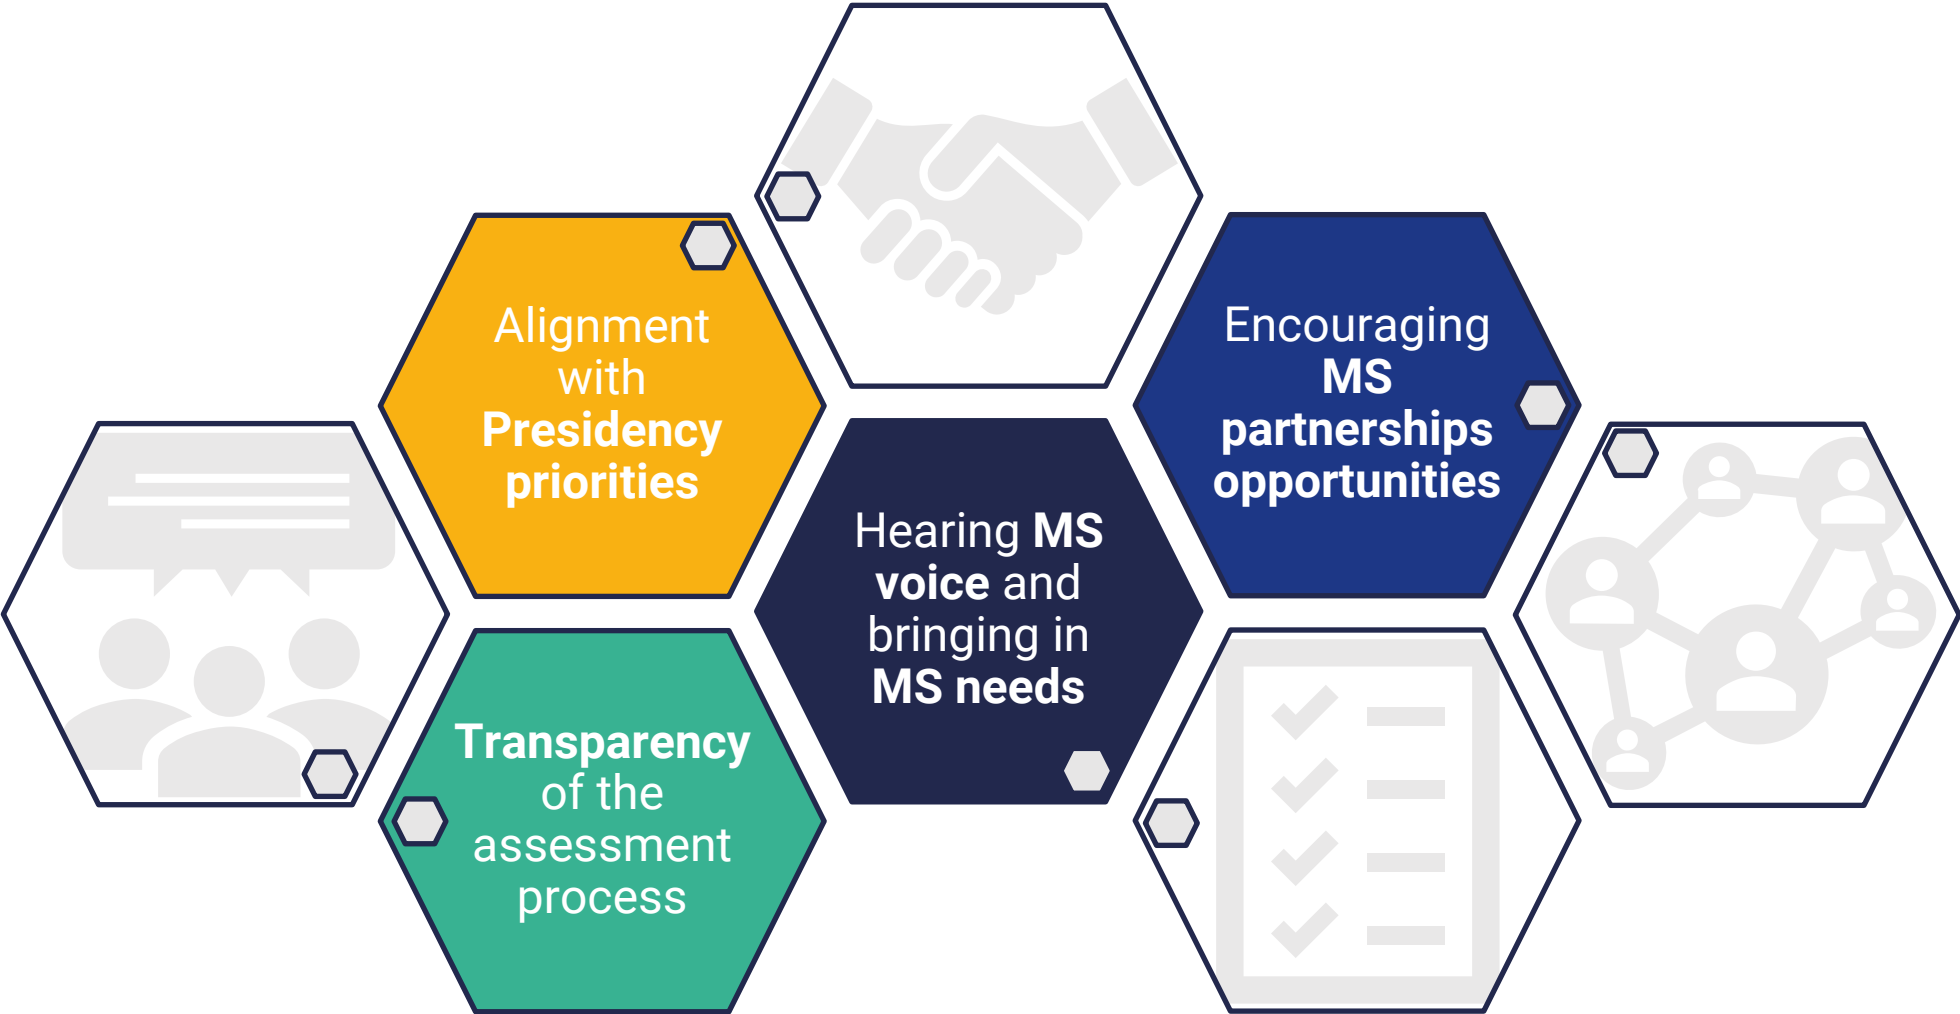 Alignment
with
Presidency
priorities
Transparency
of the
assessment
process
Hearing MS
voice and
bringing in
MS needs
Encouraging
MS
partnerships
opportunities